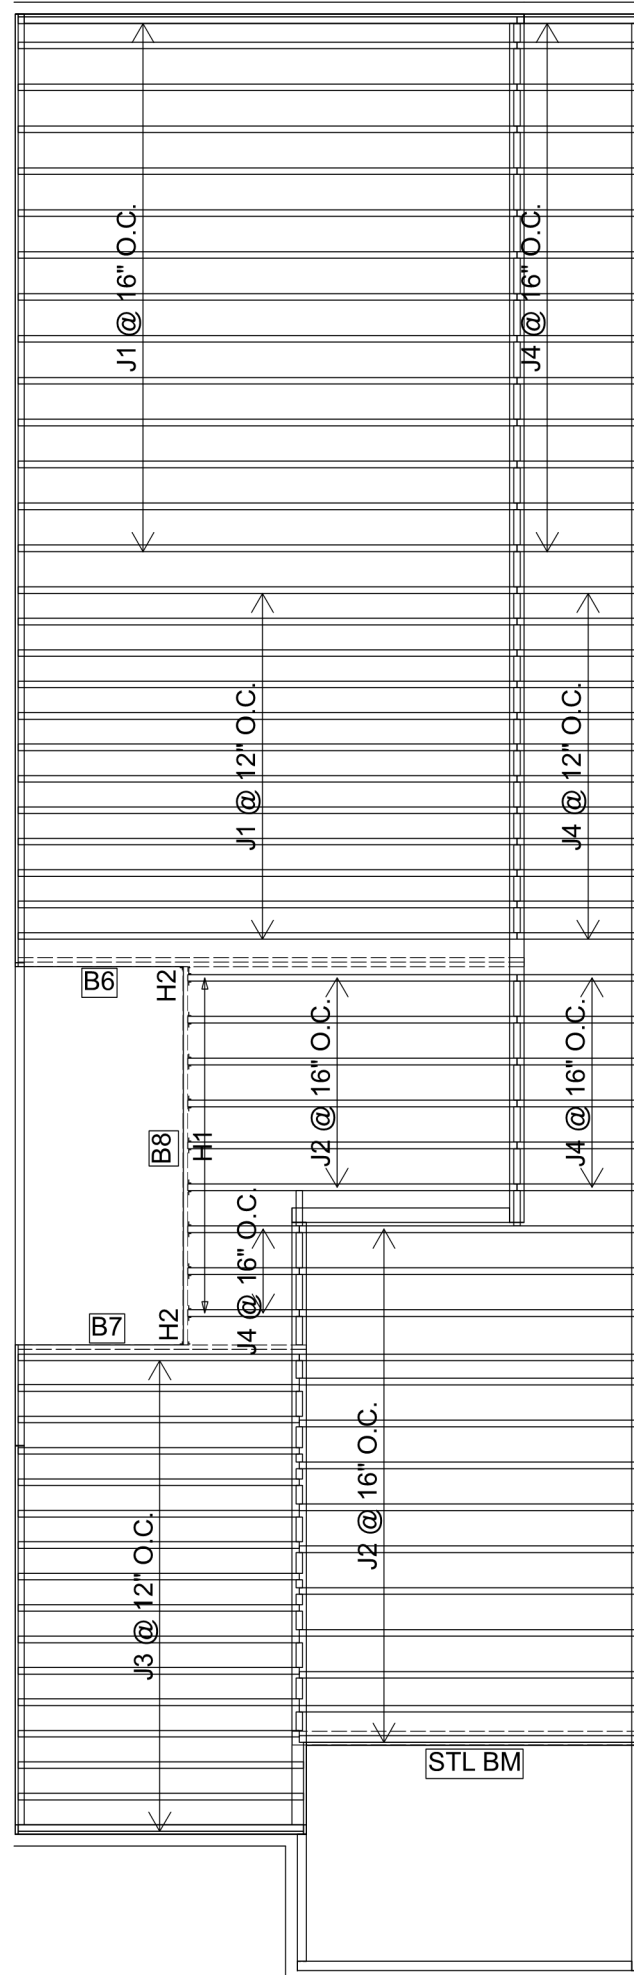 J1 @ 16" O.C.
J4 @ 16" O.C.
J1 @ 12" O.C.
J4 @ 12" O.C.
B6
H2
J2 @ 16" O.C.
J4 @ 16" O.C.
B8
H1
J4 @ 16" O.C.
B7
H2
J2 @ 16" O.C.
J3 @ 12" O.C.
STL BM